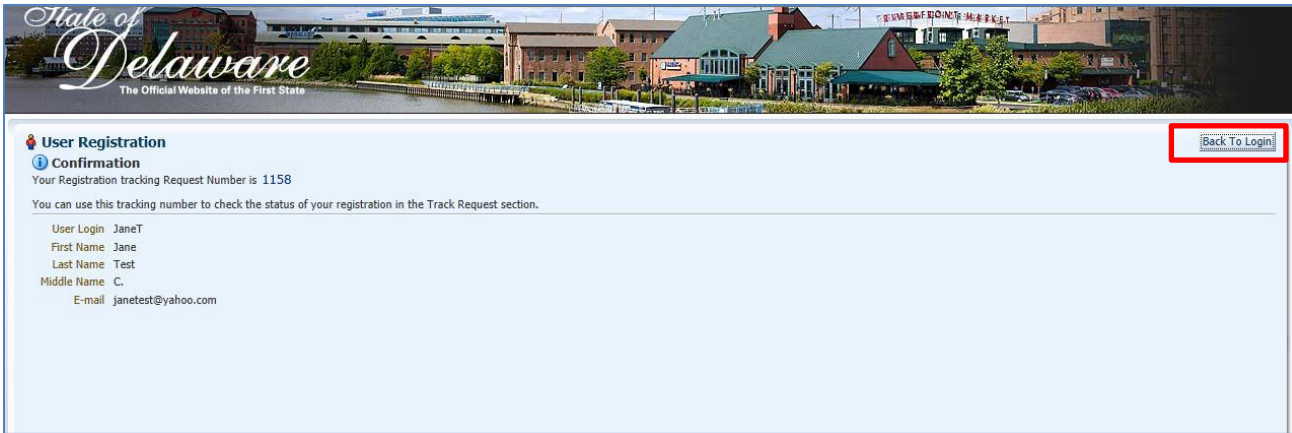 State of
Delaware
The Official Website of the First State
RIVERFRONT MARKET
User Registration
Back To Login
Confirmation
Your Registration tracking Request Number is 1158
You can use this tracking number to check the status of your registration in the Track Request section.
User Login JaneT
First Name Jane
Last Name Test
Middle Name C.
E-mail janetest@yahoo.com